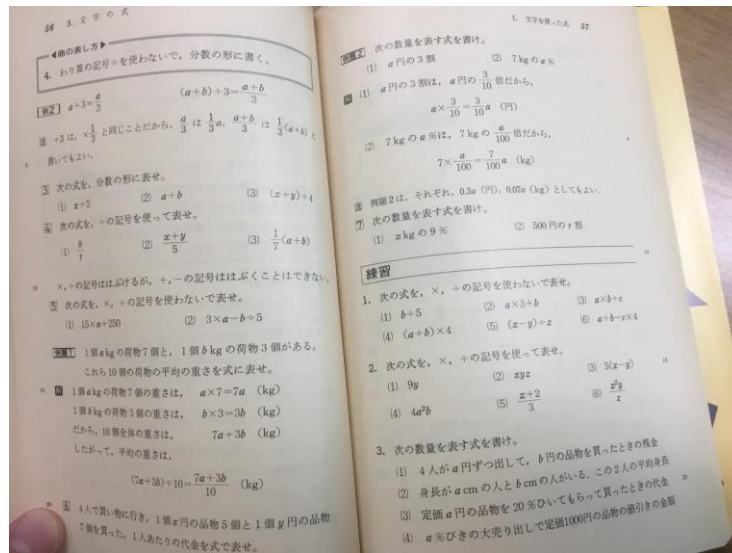 56 3. 文字の式
◀商の表し方▶
4. わり算の記号÷を使わないで，分数の形に書く。
例2 a÷3=a/3 (a+b)÷3=(a+b)/3
注 ÷3は，×1/3と同じことだから，a/3は1/3a，(a+b)/3は1/3(a+b)と
書いてもよい．
3 次の式を，分数の形に表せ。
(1) x÷2 (2) a÷b (3) (x+y)÷4
4 次の式を，÷の記号を使って表せ。
(1) 8/t (2) (x+y)/5 (3) 1/7(a+b)
×，÷の記号ははぶけるが，+，−の記号ははぶくことはできない。
5 次の式を，×，÷の記号を使わないで表せ。
(1) 15×n+250 (2) 3×a−b÷5
例題1 1個akgの荷物7個と，1個bkgの荷物3個がある。
これら10個の荷物の平均の重さを式に表せ。
1個akgの荷物7個の重さは， a×7=7a (kg)
1個bkgの荷物3個の重さは， b×3=3b (kg)
だから，10個全体の重さは， 7a+3b (kg)
したがって，平均の重さは，
(7a+3b)÷10=(7a+3b)/10 (kg)
6 4人で買い物に行き，1個x円の品物5個と1個y円の品物
7個を買った。1人あたりの代金を式で表せ。
1. 文字を使った式 57
例題2 次の数量を表す式を書け。
(1) a円の3割 (2) 7kgのa%
(1) a円の3割は，a円の3/10倍だから，
a×3/10=3/10a (円)
(2) 7kgのa%は，7kgのa/100倍だから，
7×a/100=7/100a (kg)
注 例題2は，それぞれ，0.3a(円)，0.07a(kg)としてもよい．
7 次の数量を表す式を書け。
(1) xkgの9% (2) 500円のr割
練習
1. 次の式を，×，÷の記号を使わないで表せ。
(1) b÷5 (2) a×3÷b (3) a×b÷c
(4) (a+b)×4 (5) (x−y)÷z (6) a÷b−c×4
2. 次の式を，×，÷の記号を使って表せ。
(1) 9y (2) xyz (3) 5(x−y)
(4) 4a²b (5) (x+2)/3 (6) x²y/z
3. 次の数量を表す式を書け。
(1) 4人がa円ずつ出して，b円の品物を買ったときの残金
(2) 身長がacmの人とbcmの人がいる．この2人の平均身長
(3) 定価a円の品物を20%ひいてもらって買ったときの代金
(4) a%びきの大売り出しで定価1000円の品物の値引きの金額